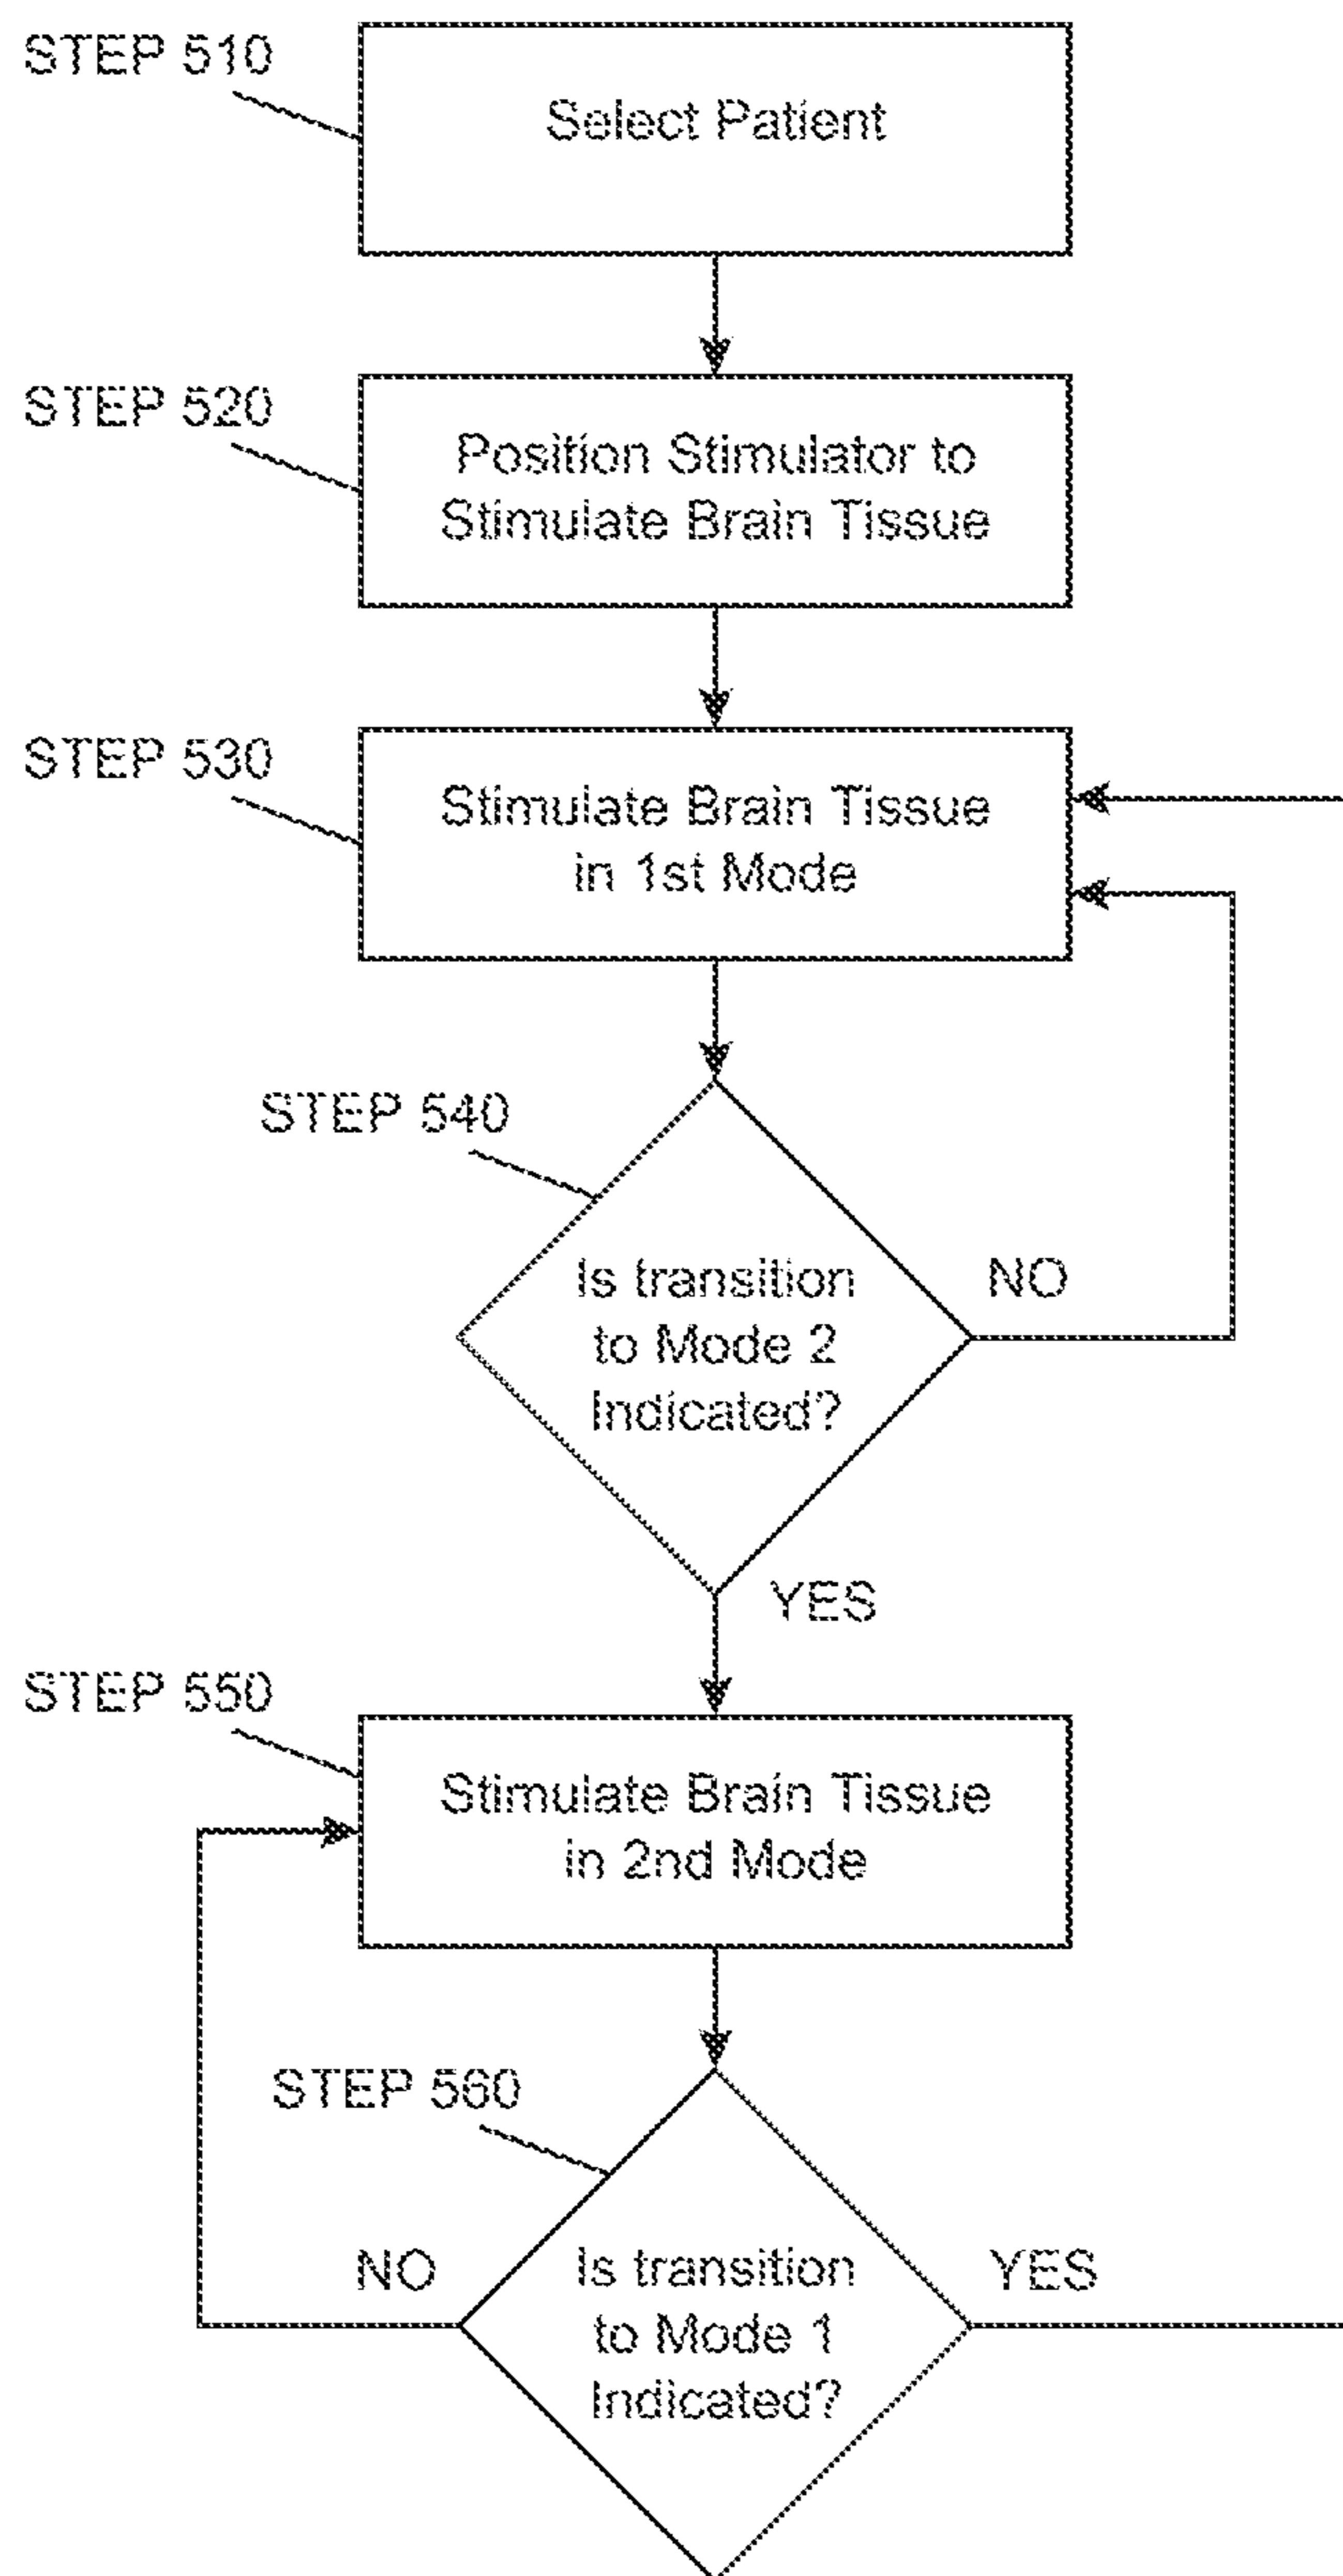 STEP 510
Select Patient
STEP 520
Position Stimulator to
Stimulate Brain Tissue
STEP 530
Stimulate Brain Tissue
in 1st Mode
STEP 540
Is transition
to Mode 2
Indicated?
NO
YES
STEP 550
Stimulate Brain Tissue
in 2nd Mode
STEP 560
NO
Is transition
to Mode 1
Indicated?
YES